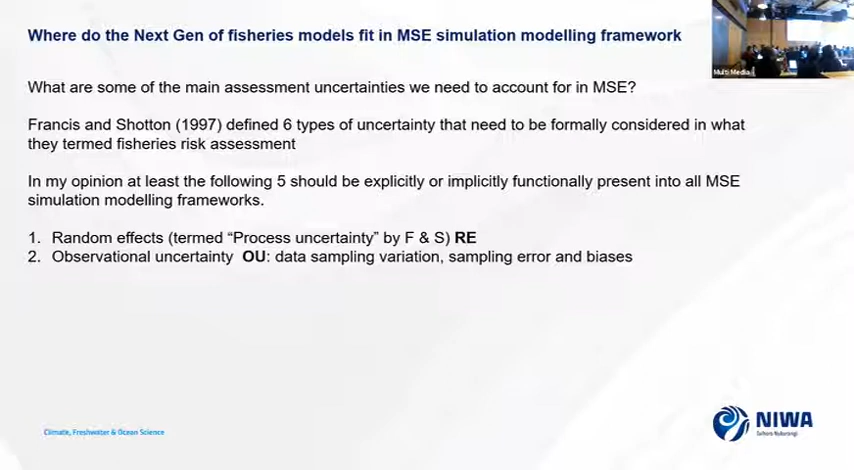 Where do the Next Gen of fisheries models fit in MSE simulation modelling framework
Multi Media
What are some of the main assessment uncertainties we need to account for in MSE?
Francis and Shotton (1997) defined 6 types of uncertainty that need to be formally considered in what
they termed fisheries risk assessment
In my opinion at least the following 5 should be explicitly or implicitly functionally present into all MSE
simulation modelling frameworks.
1. Random effects (termed “Process uncertainty” by F & S) RE
2. Observational uncertainty OU: data sampling variation, sampling error and biases
Climate, Freshwater & Ocean Science
NIWA
Taihoro Nukurangi